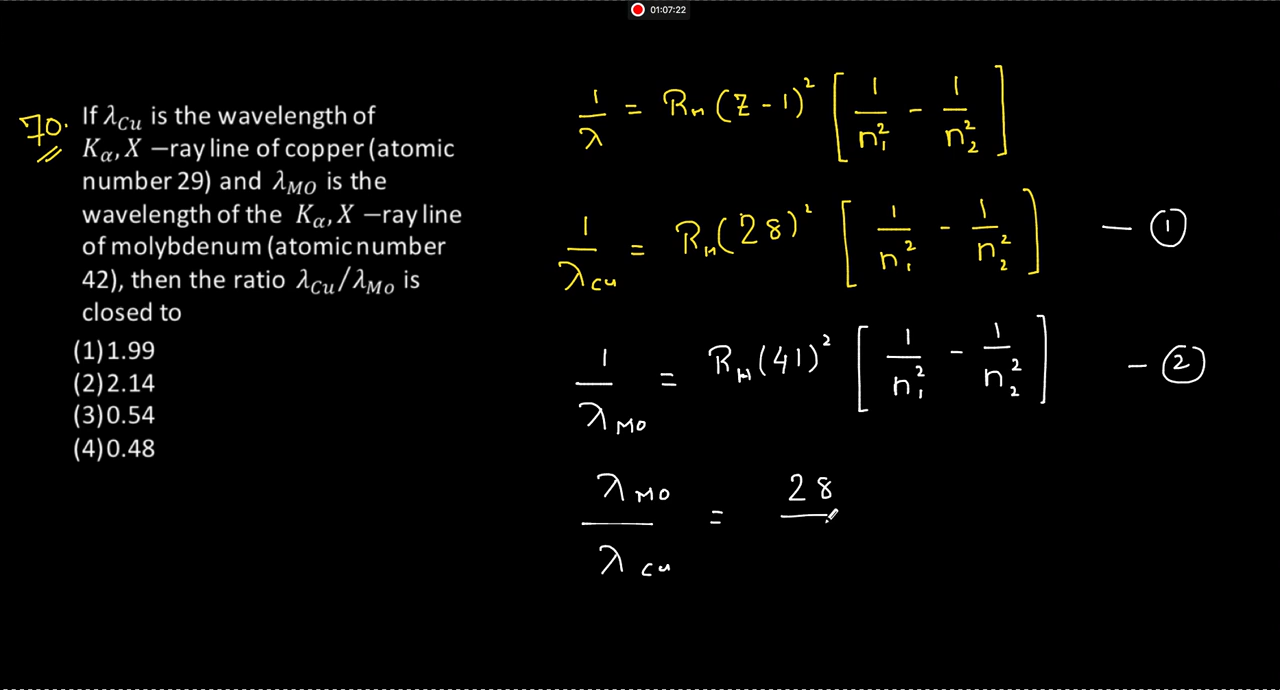 01:07:22
70.
If λCu is the wavelength of
Kα, X −ray line of copper (atomic
number 29) and λMO is the
wavelength of the Kα, X −ray line
of molybdenum (atomic number
42), then the ratio λCu/λMo is
closed to
(1)1.99
(2)2.14
(3)0.54
(4)0.48
1/λ = RH (Z - 1)² [1/n₁² - 1/n₂²]
1/λCu = RH (28)² [1/n₁² - 1/n₂²] — ①
1/λMO = RH (41)² [1/n₁² - 1/n₂²] - ②
λMO/λCu = 28